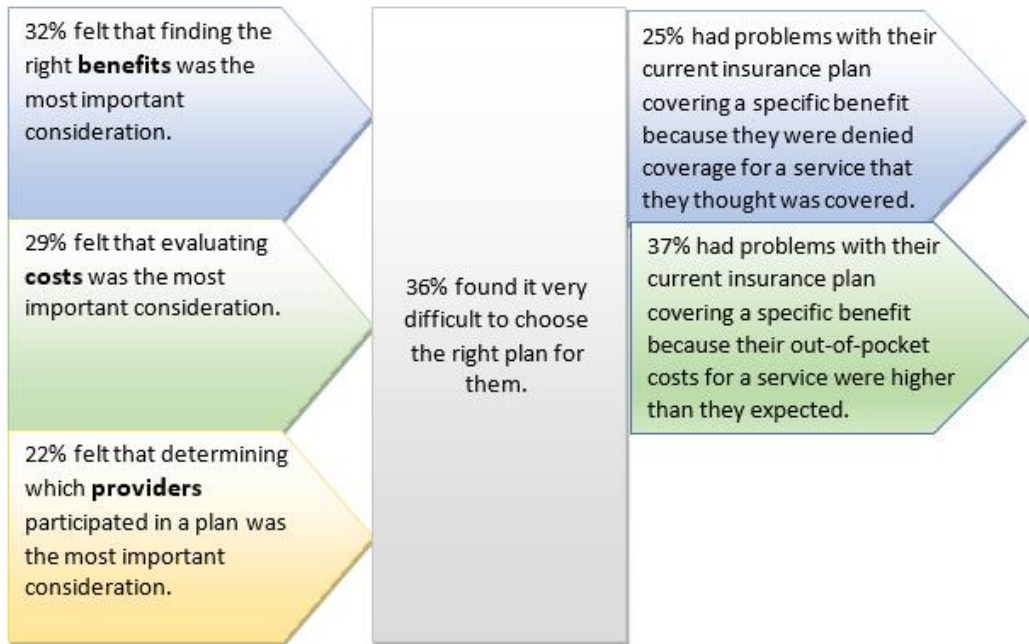 32% felt that finding the
right benefits was the
most important
consideration.
29% felt that evaluating
costs was the most
important consideration.
22% felt that determining
which providers
participated in a plan was
the most important
consideration.
36% found it very
difficult to choose
the right plan for
them.
25% had problems with their
current insurance plan
covering a specific benefit
because they were denied
coverage for a service that
they thought was covered.
37% had problems with their
current insurance plan
covering a specific benefit
because their out-of-pocket
costs for a service were higher
than they expected.